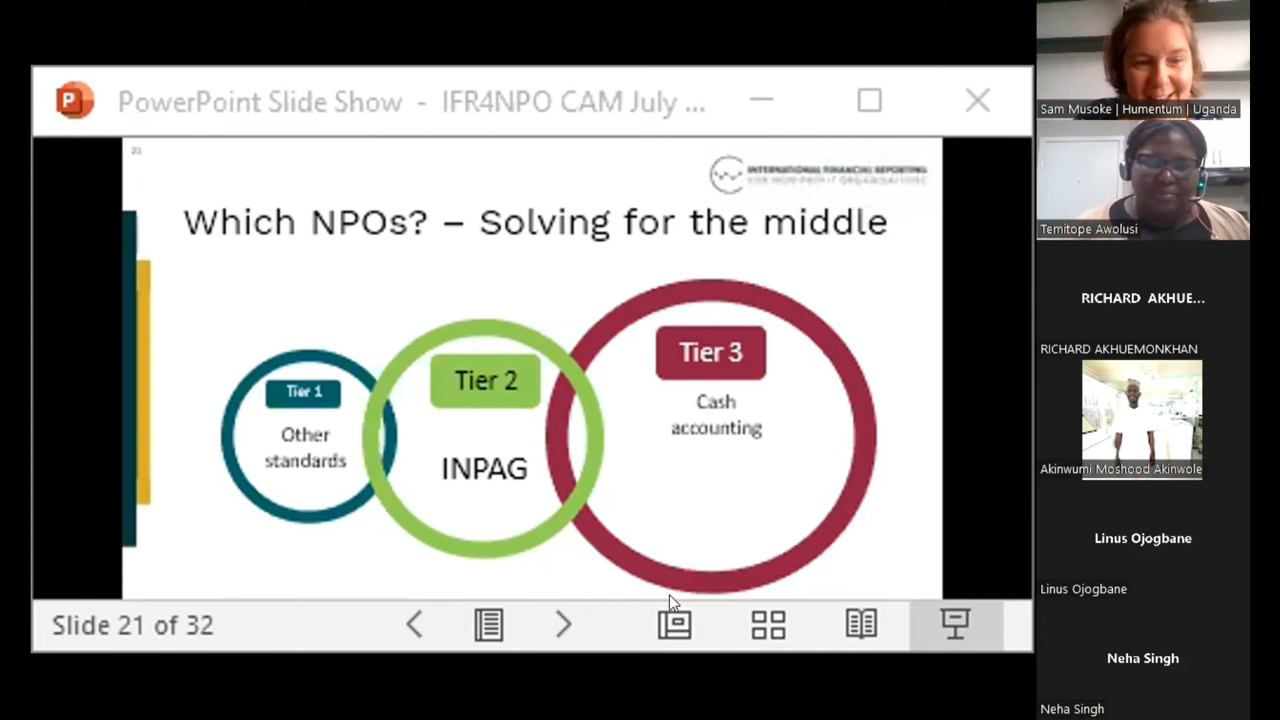 PowerPoint Slide Show - IFR4NPO CAM July ...
21
INTERNATIONAL FINANCIAL REPORTING
FOR NON PROFIT ORGANISATIONS
Which NPOs? – Solving for the middle
Tier 1
Other
standards
Tier 2
INPAG
Tier 3
Cash
accounting
Slide 21 of 32
Sam Musoke | Humentum | Uganda
Temitope Awolusi
RICHARD AKHUE...
RICHARD AKHUEMONKHAN
Akinwumi Moshood Akinwole
Linus Ojogbane
Linus Ojogbane
Neha Singh
Neha Singh